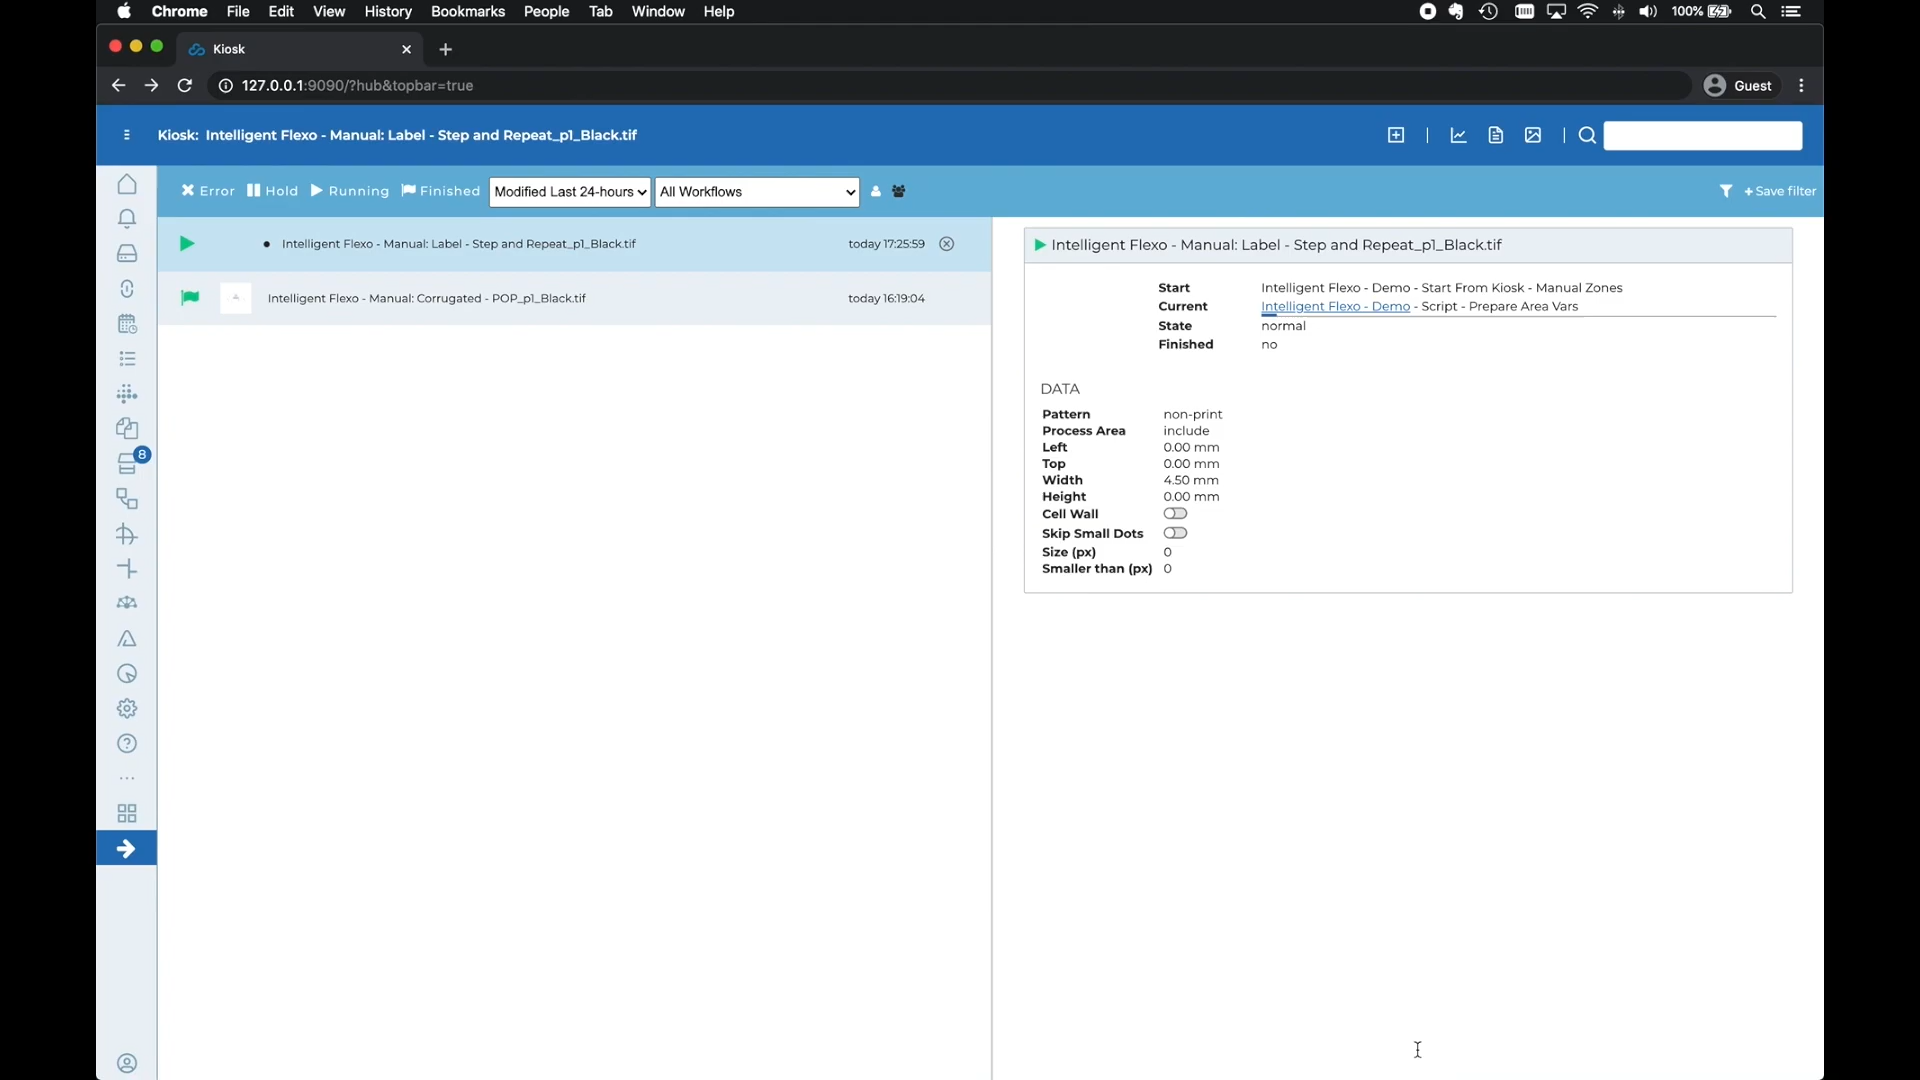 Chrome File Edit View History Bookmarks People Tab Window Help 100%
Kiosk
127.0.0.1:9090/?hub&topbar=true Guest
Kiosk: Intelligent Flexo - Manual: Label - Step and Repeat_p1_Black.tif
Error Hold Running Finished Modified Last 24-hours All Workflows + Save filter
Intelligent Flexo - Manual: Label - Step and Repeat_p1_Black.tif today 17:25:59
Intelligent Flexo - Manual: Corrugated - POP_p1_Black.tif today 16:19:04
8
Intelligent Flexo - Manual: Label - Step and Repeat_p1_Black.tif
Start Intelligent Flexo - Demo - Start From Kiosk - Manual Zones
Current Intelligent Flexo - Demo - Script - Prepare Area Vars
State normal
Finished no
DATA
Pattern non-print
Process Area include
Left 0.00 mm
Top 0.00 mm
Width 4.50 mm
Height 0.00 mm
Cell Wall
Skip Small Dots
Size (px) 0
Smaller than (px) 0